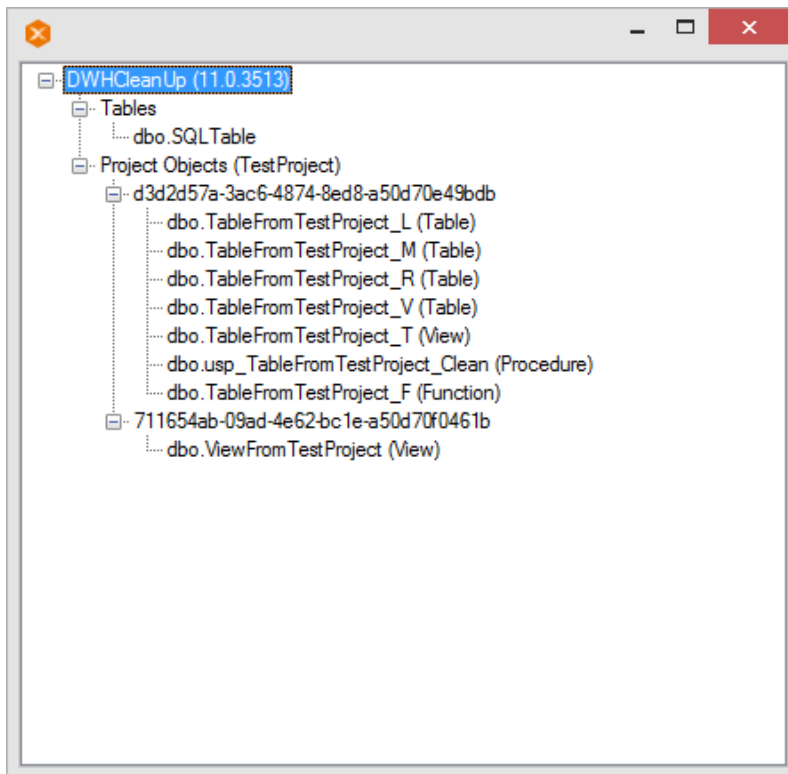 DWHCleanUp (11.0.3513)
Tables
dbo.SQLTable
Project Objects (TestProject)
d3d2d57a-3ac6-4874-8ed8-a50d70e49bdb
dbo.TableFromTestProject_L (Table)
dbo.TableFromTestProject_M (Table)
dbo.TableFromTestProject_R (Table)
dbo.TableFromTestProject_V (Table)
dbo.TableFromTestProject_T (View)
dbo.usp_TableFromTestProject_Clean (Procedure)
dbo.TableFromTestProject_F (Function)
711654ab-09ad-4e62-bc1e-a50d70f0461b
dbo.ViewFromTestProject (View)